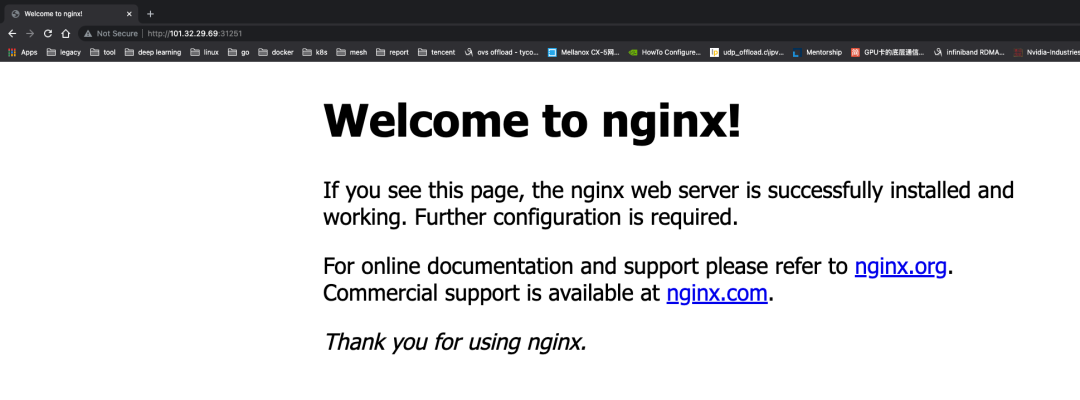 Welcome to nginx!
Not Secure | http://101.32.29.69:31251
Apps legacy tool deep learning linux go docker k8s mesh report tencent ovs offload - tyco... Mellanox CX-5网... HowTo Configure... udp_offload.c\ipv... Mentorship GPU卡的底层通信... infiniband RDMA... Nvidia-Industries
Welcome to nginx!
If you see this page, the nginx web server is successfully installed and
working. Further configuration is required.
For online documentation and support please refer to nginx.org.
Commercial support is available at nginx.com.
Thank you for using nginx.